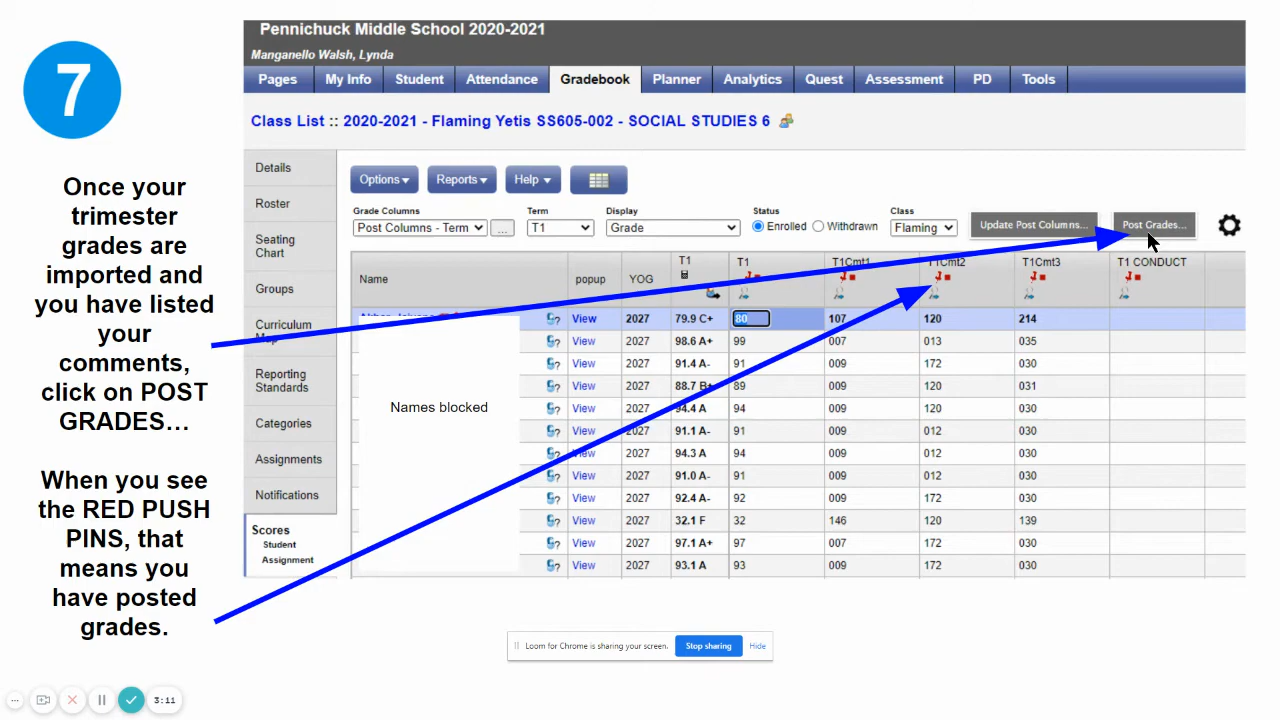 7
Once your
trimester
grades are
imported and
you have listed
your
comments,
click on POST
GRADES...
When you see
the RED PUSH
PINS, that
means you
have posted
grades.
Pennichuck Middle School 2020-2021
Manganello Walsh, Lynda
Pages My Info Student Attendance Gradebook Planner Analytics Quest Assessment PD Tools
Class List :: 2020-2021 - Flaming Yetis SS605-002 - SOCIAL STUDIES 6
Details
Roster
Seating
Chart
Groups
Curriculum
Reporting
Standards
Categories
Assignments
Notifications
Scores
Student
Assignment
Options Reports Help
Grade Columns Term Display Status Class
Post Columns - Term ... T1 Grade Enrolled Withdrawn Flaming Update Post Columns... Post Grades...
Name popup YOG T1 T1 T1Cmt1 T1Cmt2 T1Cmt3 T1 CONDUCT
View 2027 79.9 C+ 80 107 120 214
View 2027 98.6 A+ 99 007 013 035
View 2027 91.4 A- 91 009 172 030
View 2027 88.7 B+ 89 009 120 031
Names blocked View 2027 94.4 A 94 009 120 030
View 2027 91.1 A- 91 009 012 030
View 2027 94.3 A 94 009 012 030
View 2027 91.0 A- 91 009 012 030
View 2027 92.4 A- 92 009 172 030
View 2027 32.1 F 32 146 120 139
View 2027 97.1 A+ 97 007 172 030
View 2027 93.1 A 93 009 172 030
Loom for Chrome is sharing your screen. Stop sharing Hide
3:11